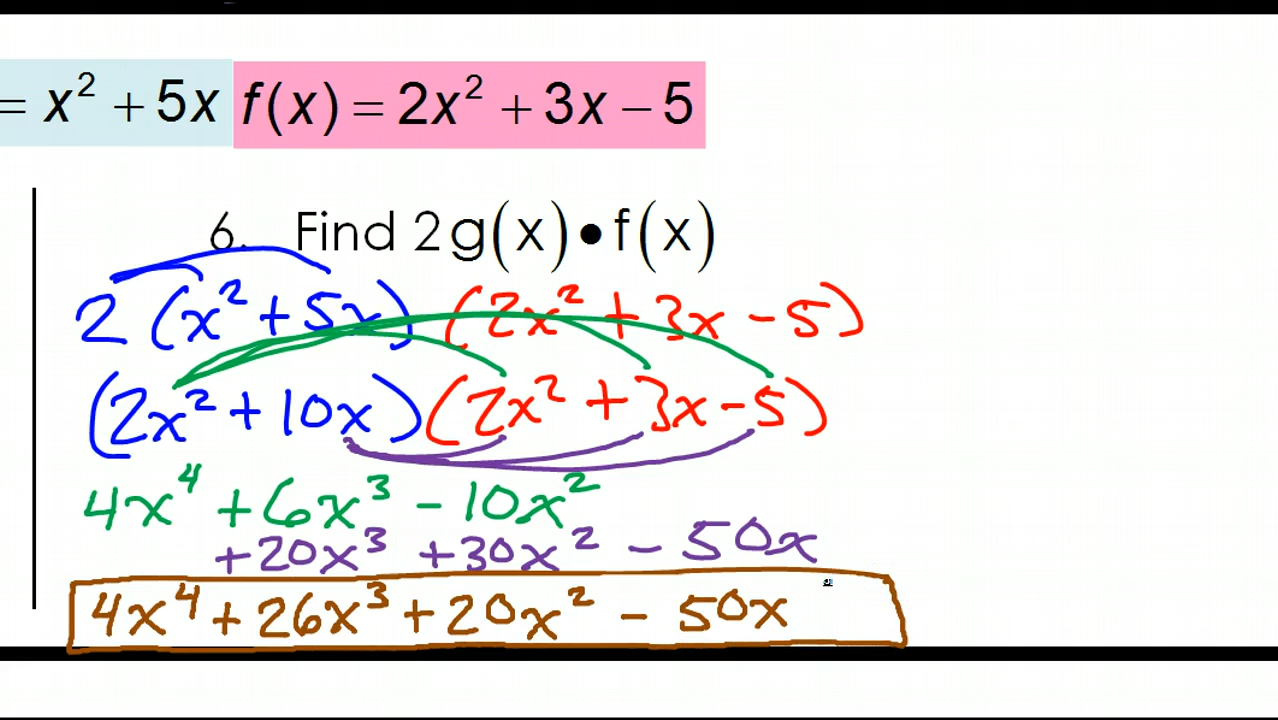 = x² + 5x f(x) = 2x² + 3x − 5
6. Find 2g(x)•f(x)
2(x² + 5x) (2x² + 3x − 5)
(2x² + 10x)(2x² + 3x − 5)
4x⁴ + 6x³ − 10x²
+20x³ +30x² − 50x
4x⁴ + 26x³ + 20x² − 50x